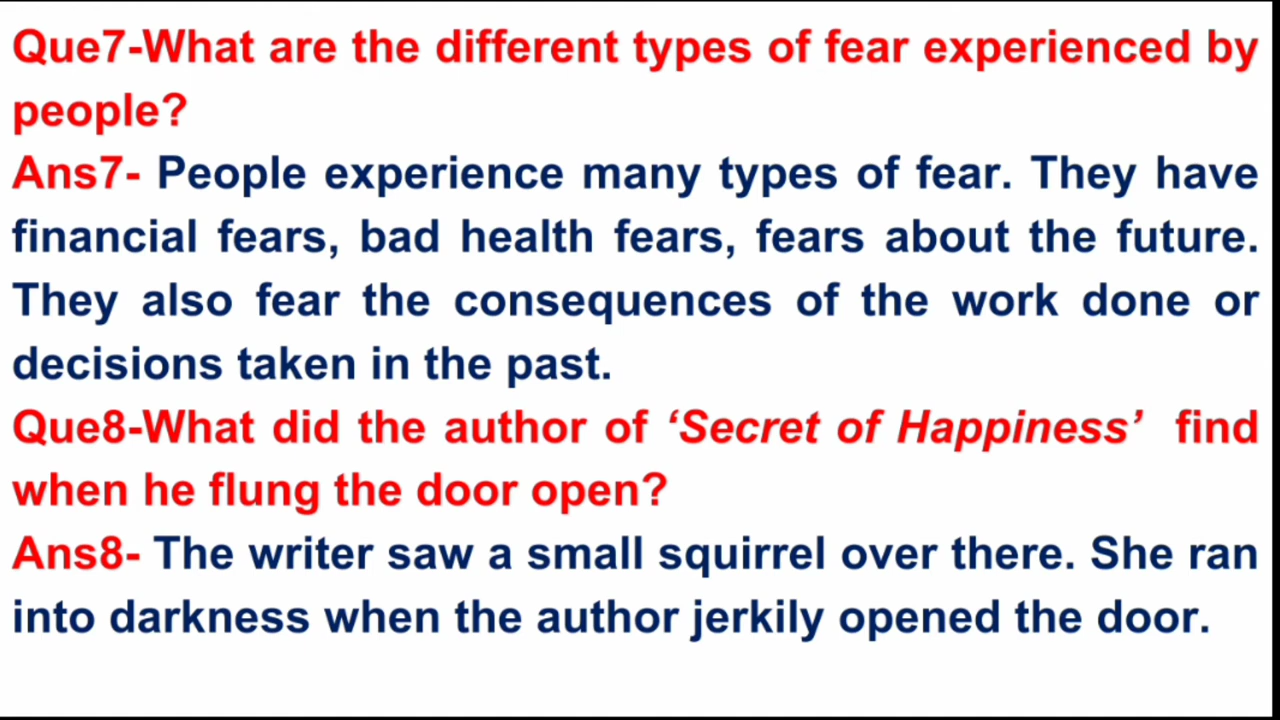 Que7-What are the different types of fear experienced by
people?
Ans7- People experience many types of fear. They have
financial fears, bad health fears, fears about the future.
They also fear the consequences of the work done or
decisions taken in the past.
Que8-What did the author of ‘Secret of Happiness’ find
when he flung the door open?
Ans8- The writer saw a small squirrel over there. She ran
into darkness when the author jerkily opened the door.